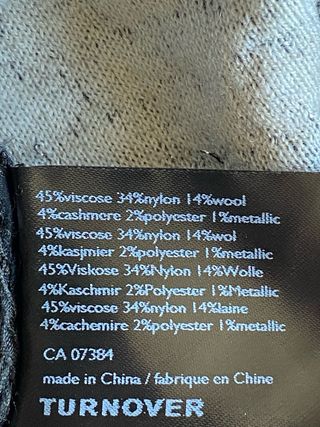 45%viscose 34%nylon 14%wool
4%cashmere 2%polyester 1%metallic
45%viscose 34%nylon 14%wol
4%kasjmier 2%polyester 1%metallic
45%Viskose 34%Nylon 14%Wolle
4%Kaschmir 2%Polyester 1%Metallic
45%viscose 34%nylon 14%laine
4%cachemire 2%polyester 1%metallic
CA 07384
made in China / fabrique en Chine
TURNOVER